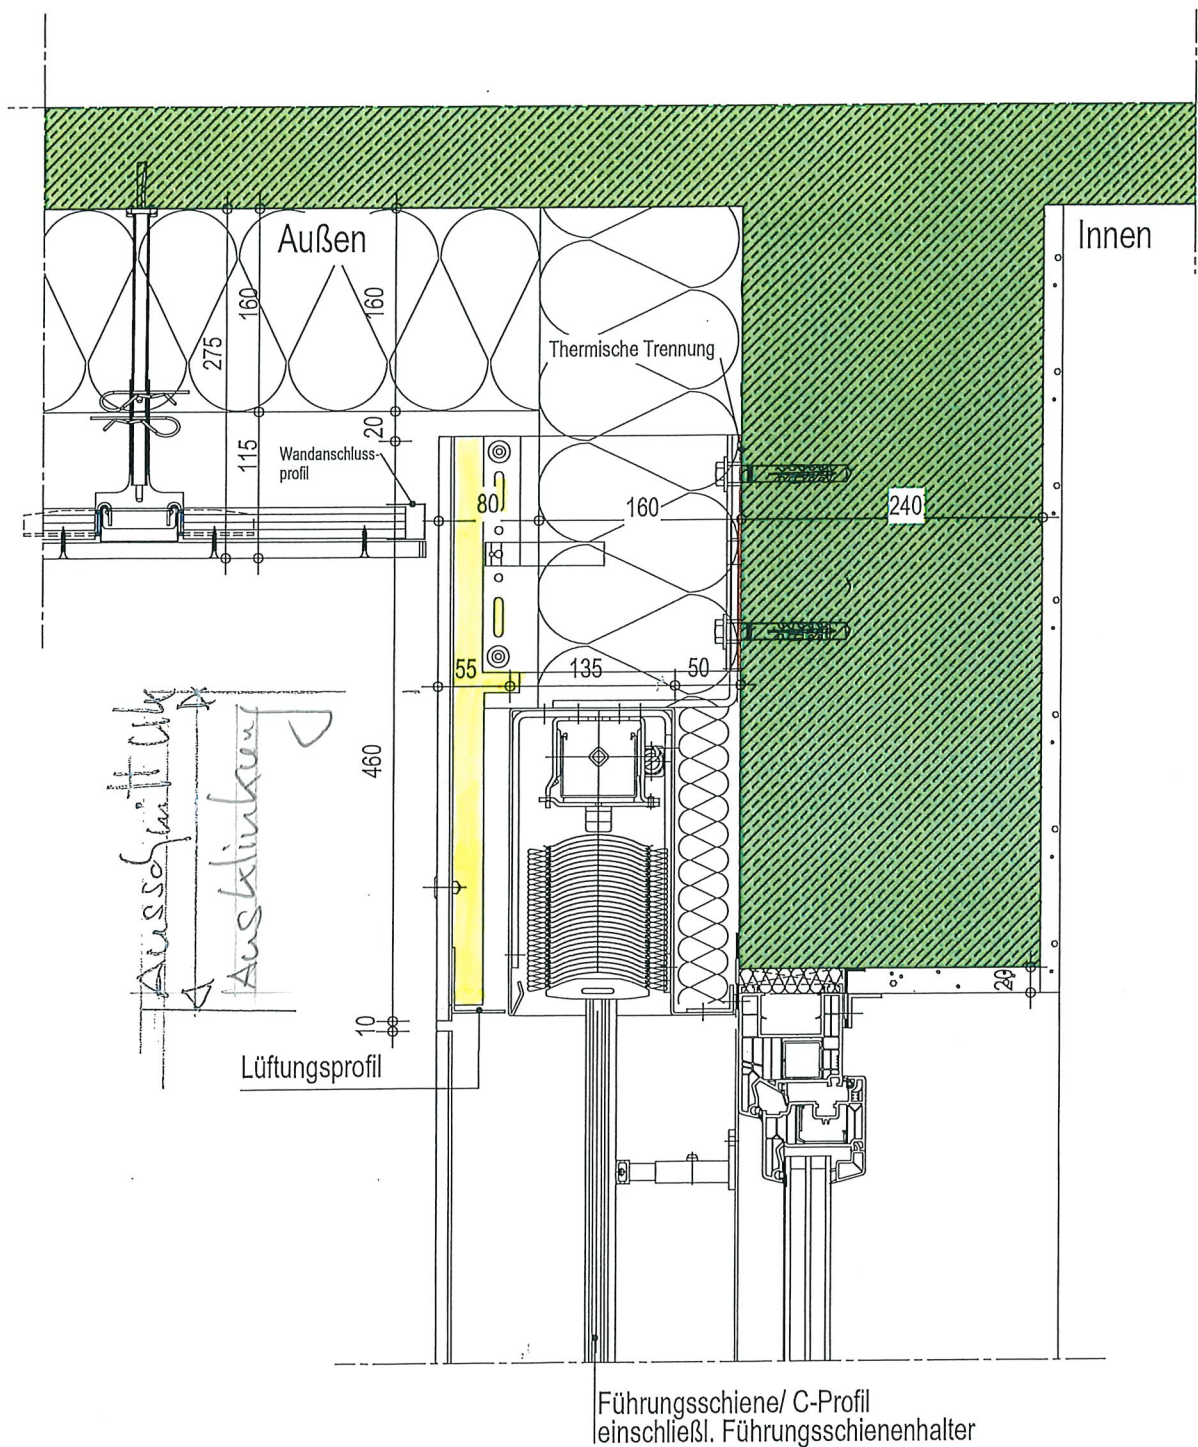 Außen
Innen
160
160
275
Thermische Trennung
20
115
Wandanschluss-
profil
80
160
240
55
135
50
460
Ausklinkung
20
10
Lüftungsprofil
Führungsschiene/ C-Profil
einschließl. Führungsschienenhalter